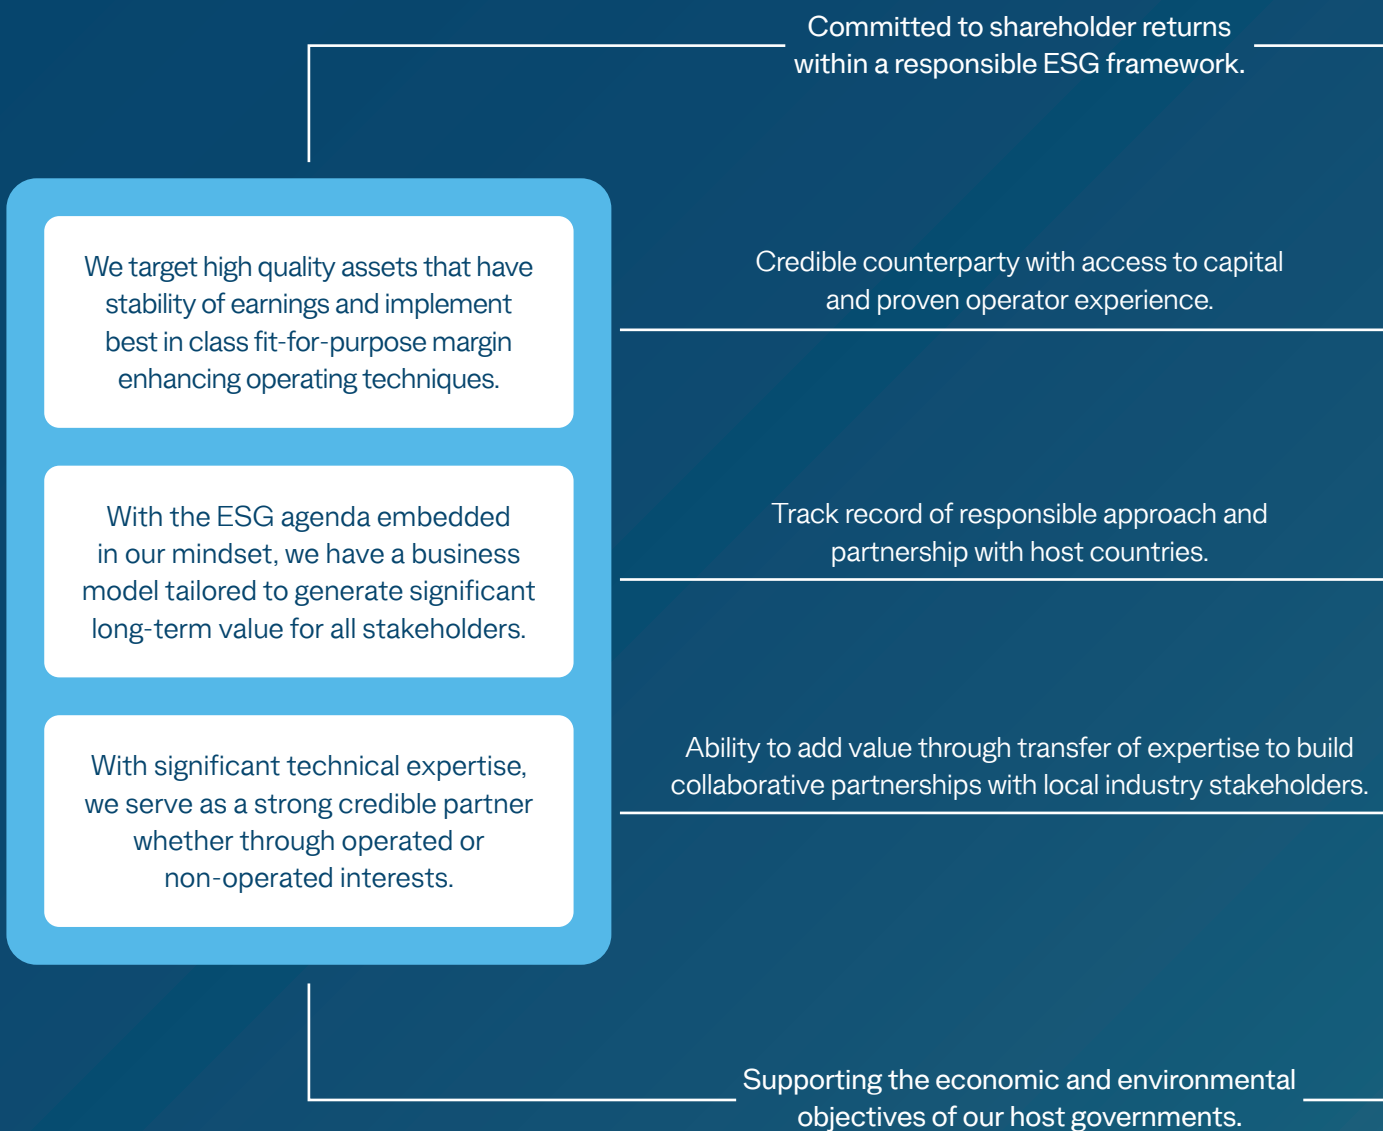 Committed to shareholder returns
within a responsible ESG framework.
We target high quality assets that have
stability of earnings and implement
best in class fit-for-purpose margin
enhancing operating techniques.
Credible counterparty with access to capital
and proven operator experience.
With the ESG agenda embedded
in our mindset, we have a business
model tailored to generate significant
long-term value for all stakeholders.
Track record of responsible approach and
partnership with host countries.
With significant technical expertise,
we serve as a strong credible partner
whether through operated or
non-operated interests.
Ability to add value through transfer of expertise to build
collaborative partnerships with local industry stakeholders.
Supporting the economic and environmental
objectives of our host governments.